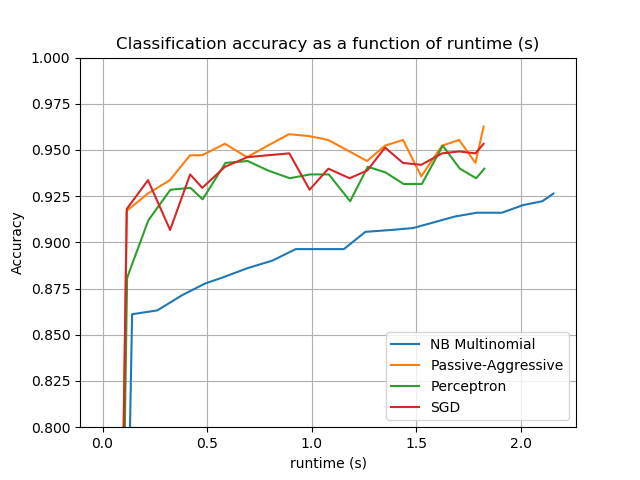 Classification accuracy as a function of runtime (s)
1.000
0.975
0.950
0.925
0.900
0.875
0.850
0.825
0.800
Accuracy
NB Multinomial
Passive-Aggressive
Perceptron
SGD
0.0 0.5 1.0 1.5 2.0
runtime (s)